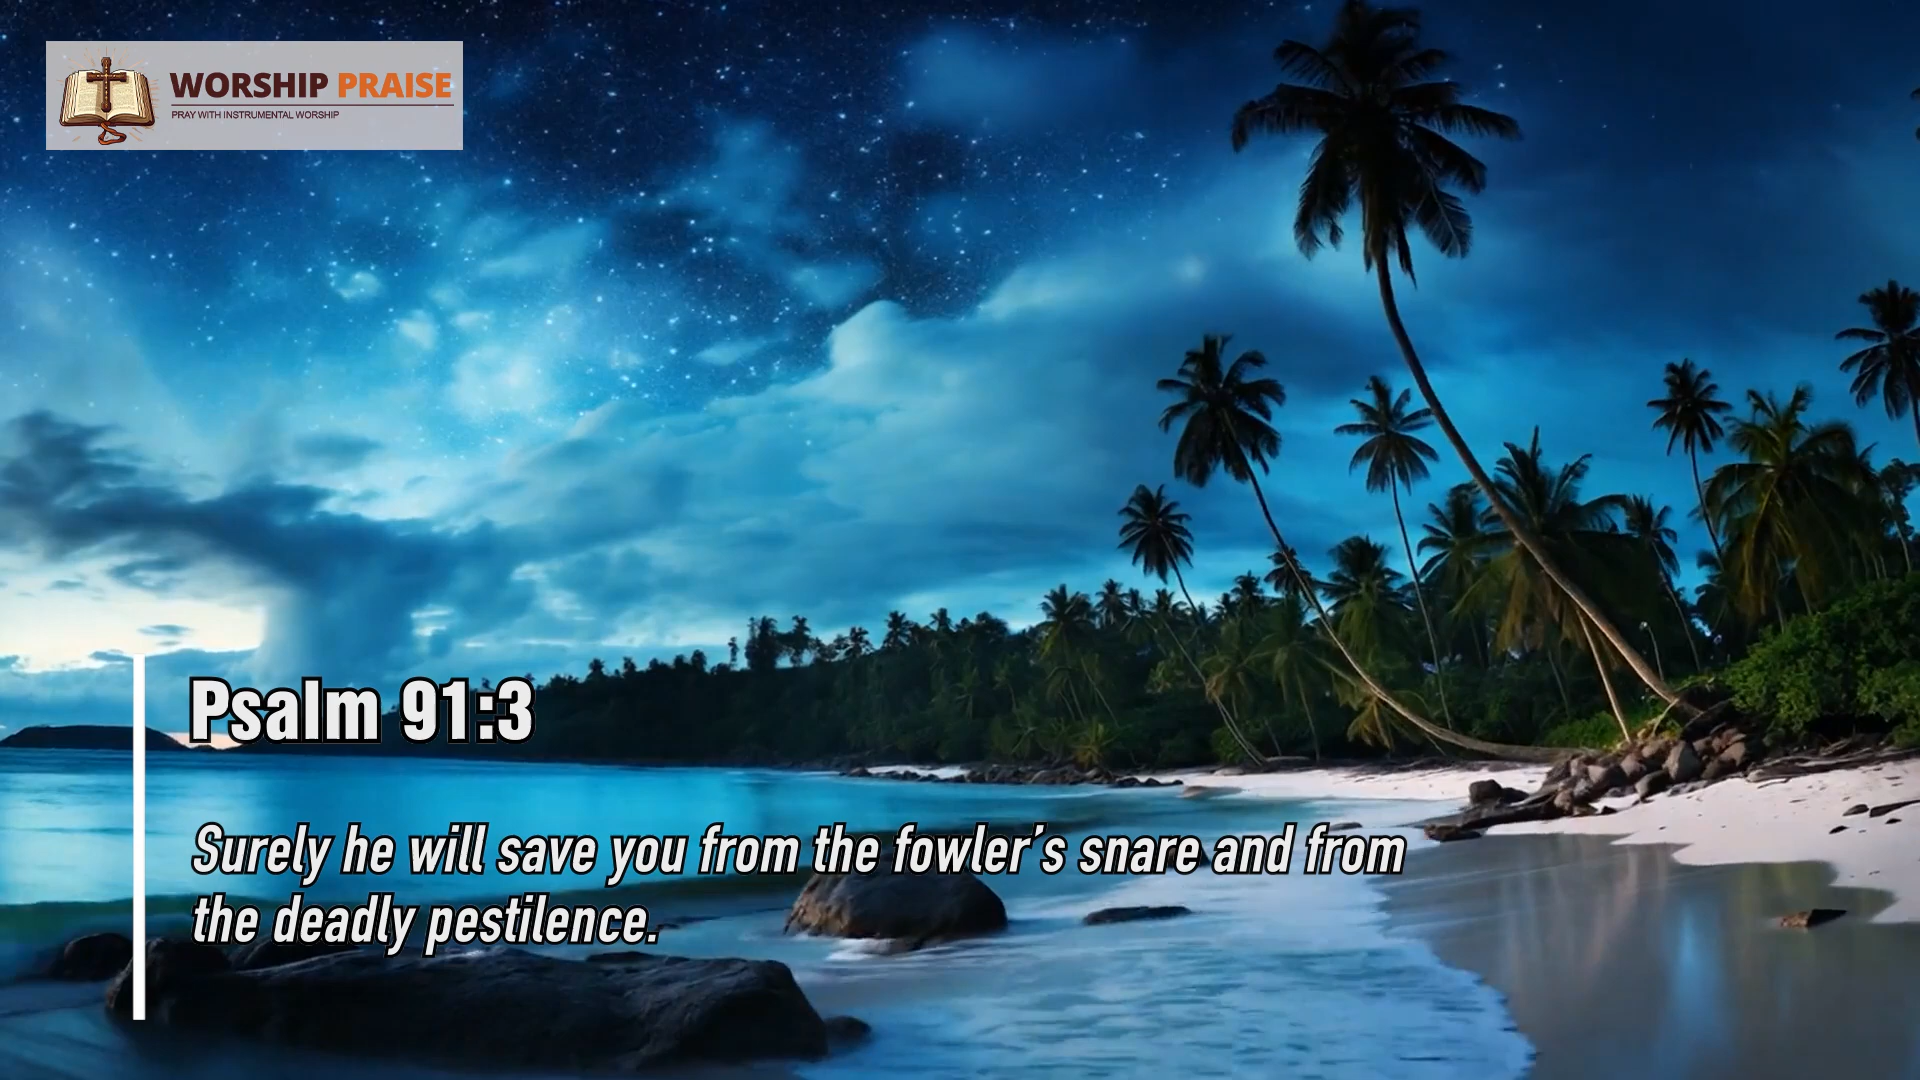 WORSHIP PRAISE
PRAY WITH INSTRUMENTAL WORSHIP
Psalm 91:3
Surely he will save you from the fowler's snare and from
the deadly pestilence.